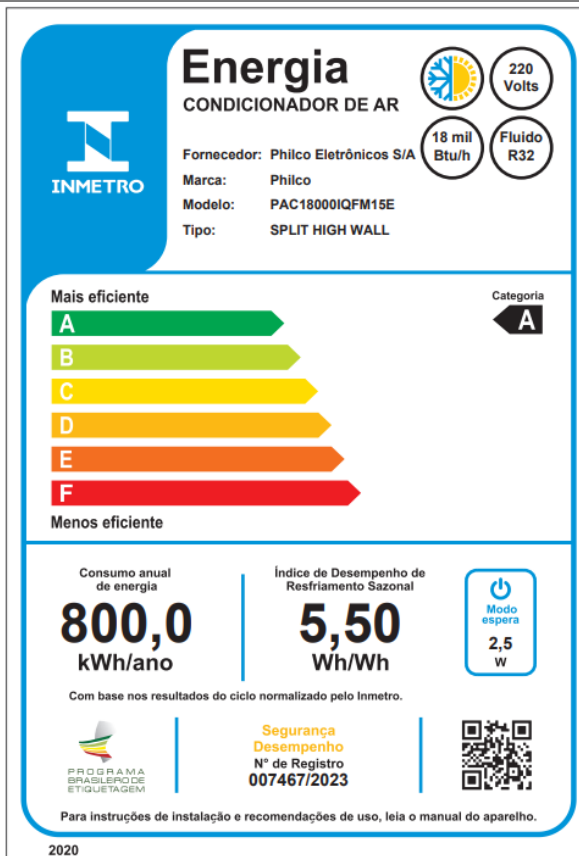 Energia
CONDICIONADOR DE AR
220
Volts
18 mil
Btu/h
Fluido
R32
INMETRO
Fornecedor: Philco Eletrônicos S/A
Marca: Philco
Modelo: PAC18000IQFM15E
Tipo: SPLIT HIGH WALL
Mais eficiente
Categoria
A
A
B
C
D
E
F
Menos eficiente
Consumo anual
de energia
800,0
kWh/ano
Índice de Desempenho de
Resfriamento Sazonal
5,50
Wh/Wh
Modo
espera
2,5
W
Com base nos resultados do ciclo normalizado pelo Inmetro.
PROGRAMA
BRASILEIRO DE
ETIQUETAGEM
Segurança
Desempenho
N° de Registro
007467/2023
Para instruções de instalação e recomendações de uso, leia o manual do aparelho.
2020